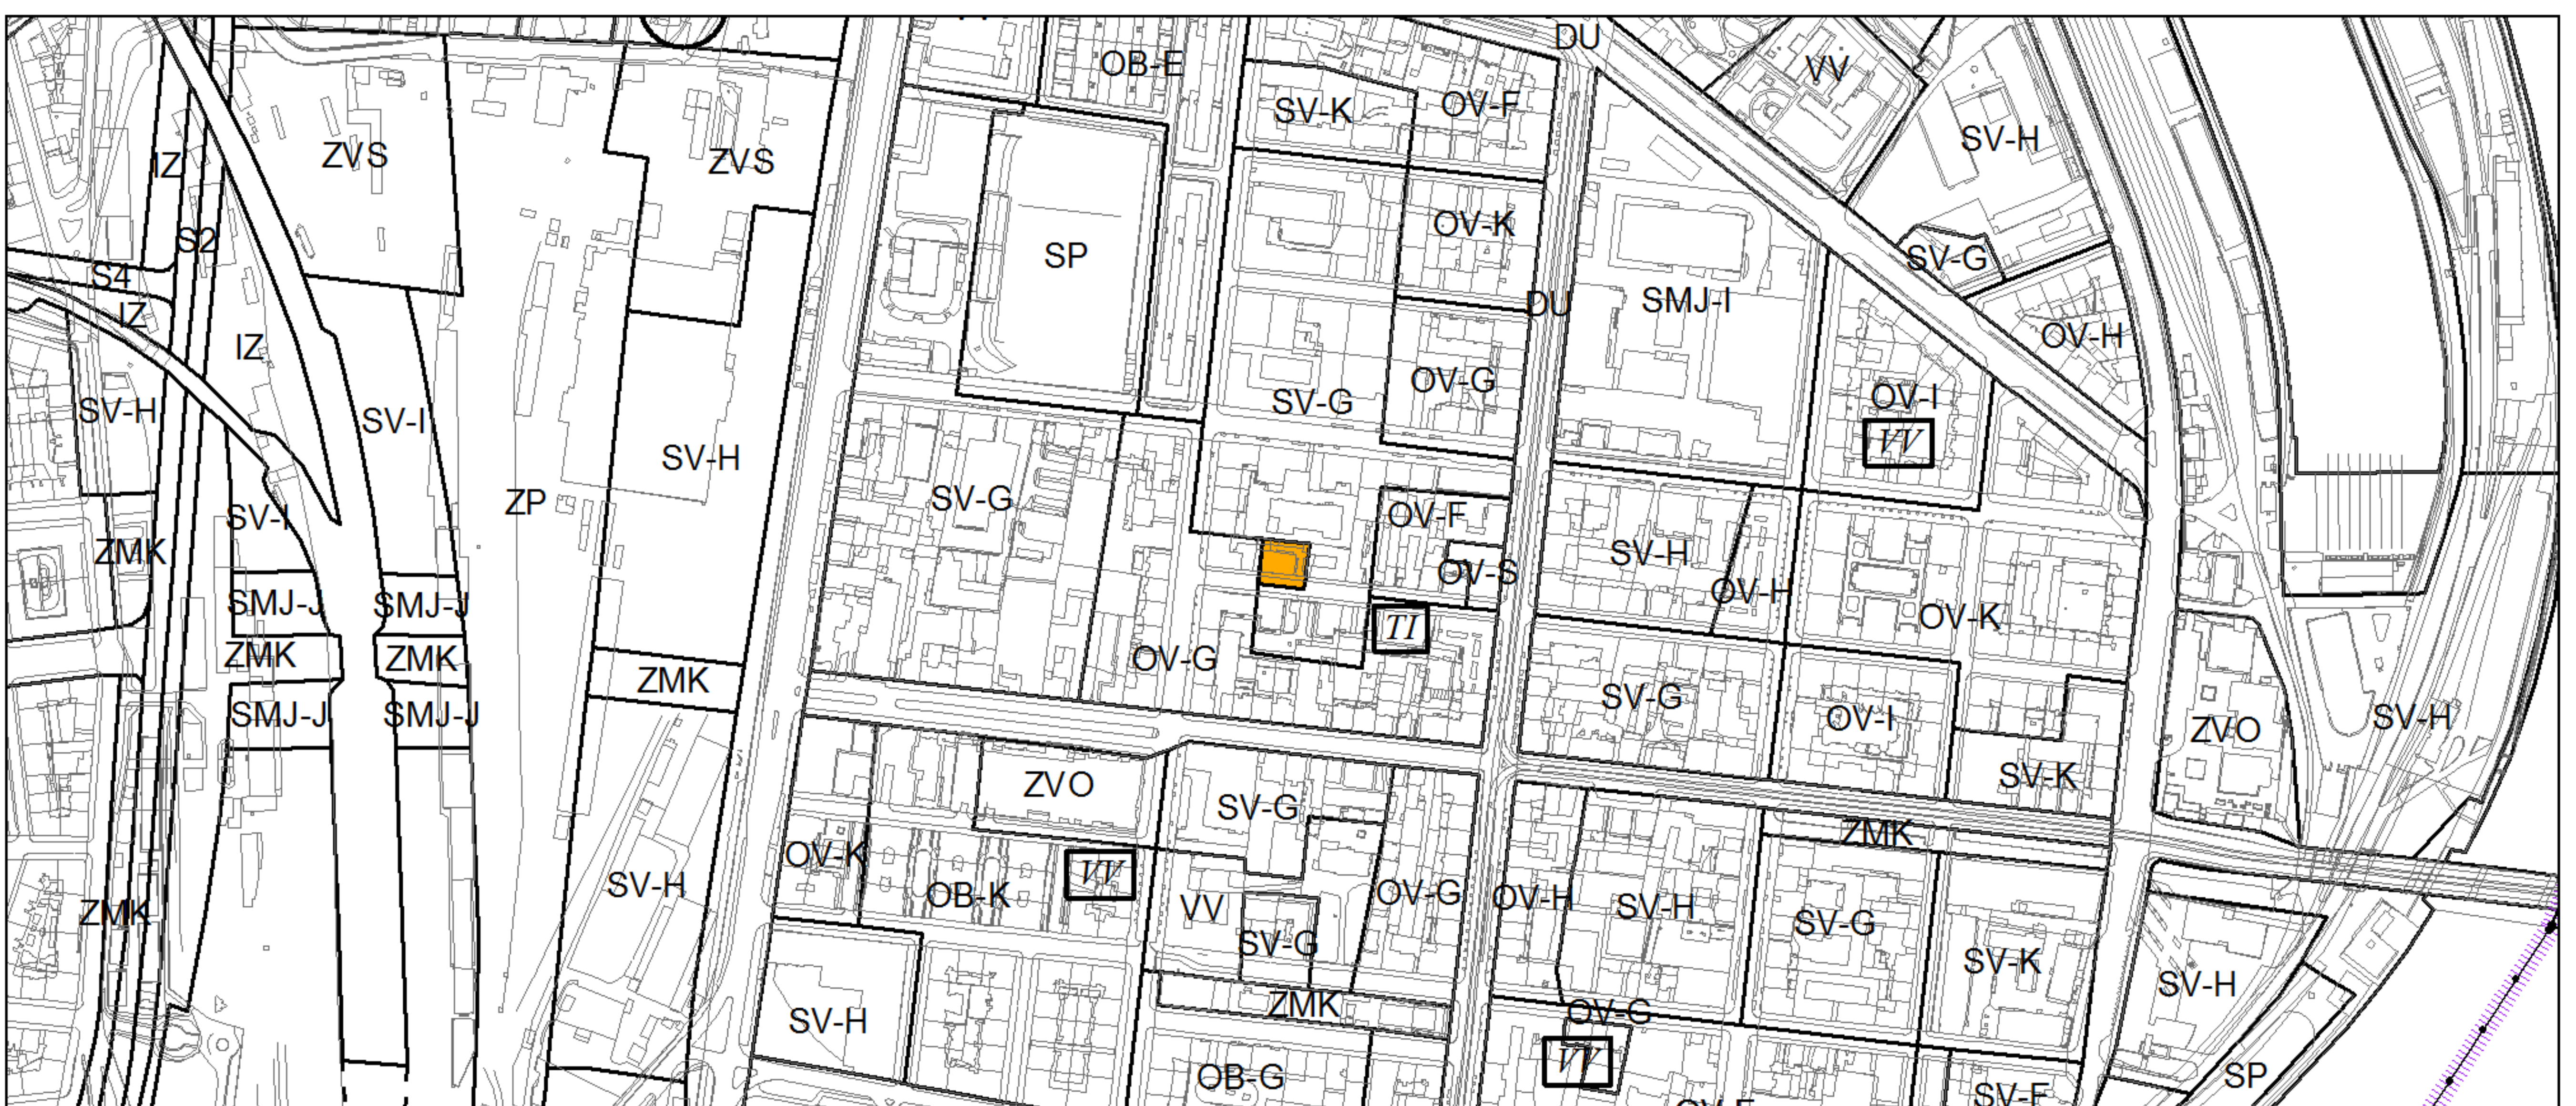 DU
OB-E
VV
SV-K
OV-F
SV-H
ZVS
ZVS
IZ
OV-K
S2
SP
SV-G
S4
SMJ-I
DU
IZ
OV-H
IZ
OV-G
OV-I
SV-G
SV-H
SV-I
VV
SV-H
SV-G
ZP
OV-F
SV-I
ZMK
SV-H
OV-S
OV-H
SMJ-J
SMJ-J
OV-K
TI
ZMK
ZMK
OV-G
ZMK
SV-G
SMJ-J
SMJ-J
OV-I
SV-H
ZVO
SV-K
ZVO
SV-G
ZMK
OV-K
VV
SV-H
OB-K
OV-G
OV-H
SV-H
VV
ZMK
SV-G
SV-G
SV-K
SV-H
ZMK
OV-G
SV-H
VV
OB-G
SP
SV-F